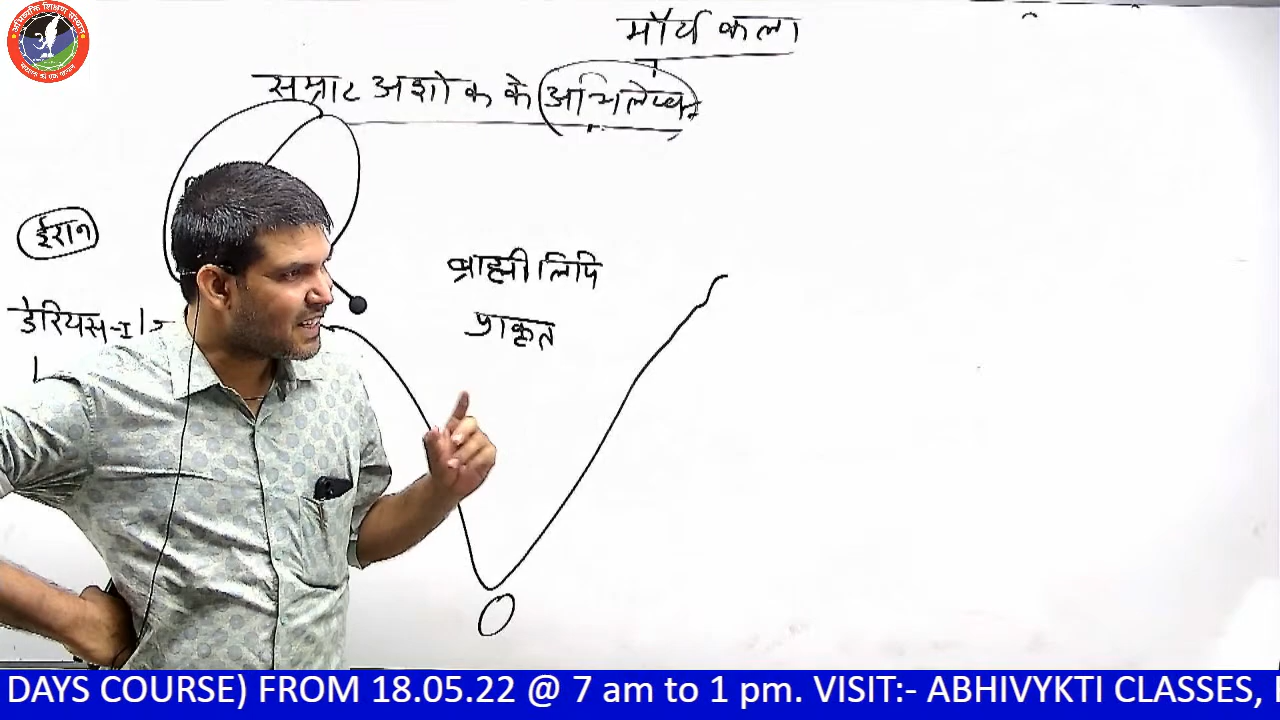 मौर्य कला
सम्राट अशोक के अभिलेख
ईरान
ब्राह्मी लिपि
डेरियस-I
प्राकृत
DAYS COURSE) FROM 18.05.22 @ 7 am to 1 pm. VISIT:- ABHIVYKTI CLASSES,